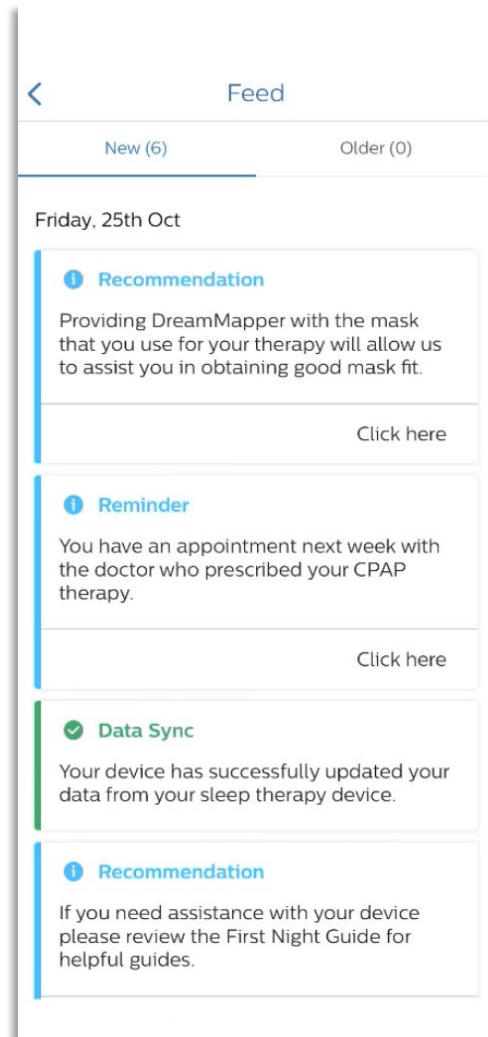 Feed
New (6)
Older (0)
Friday, 25th Oct
Recommendation
Providing DreamMapper with the mask
that you use for your therapy will allow us
to assist you in obtaining good mask fit.
Click here
Reminder
You have an appointment next week with
the doctor who prescribed your CPAP
therapy.
Click here
Data Sync
Your device has successfully updated your
data from your sleep therapy device.
Recommendation
If you need assistance with your device
please review the First Night Guide for
helpful guides.